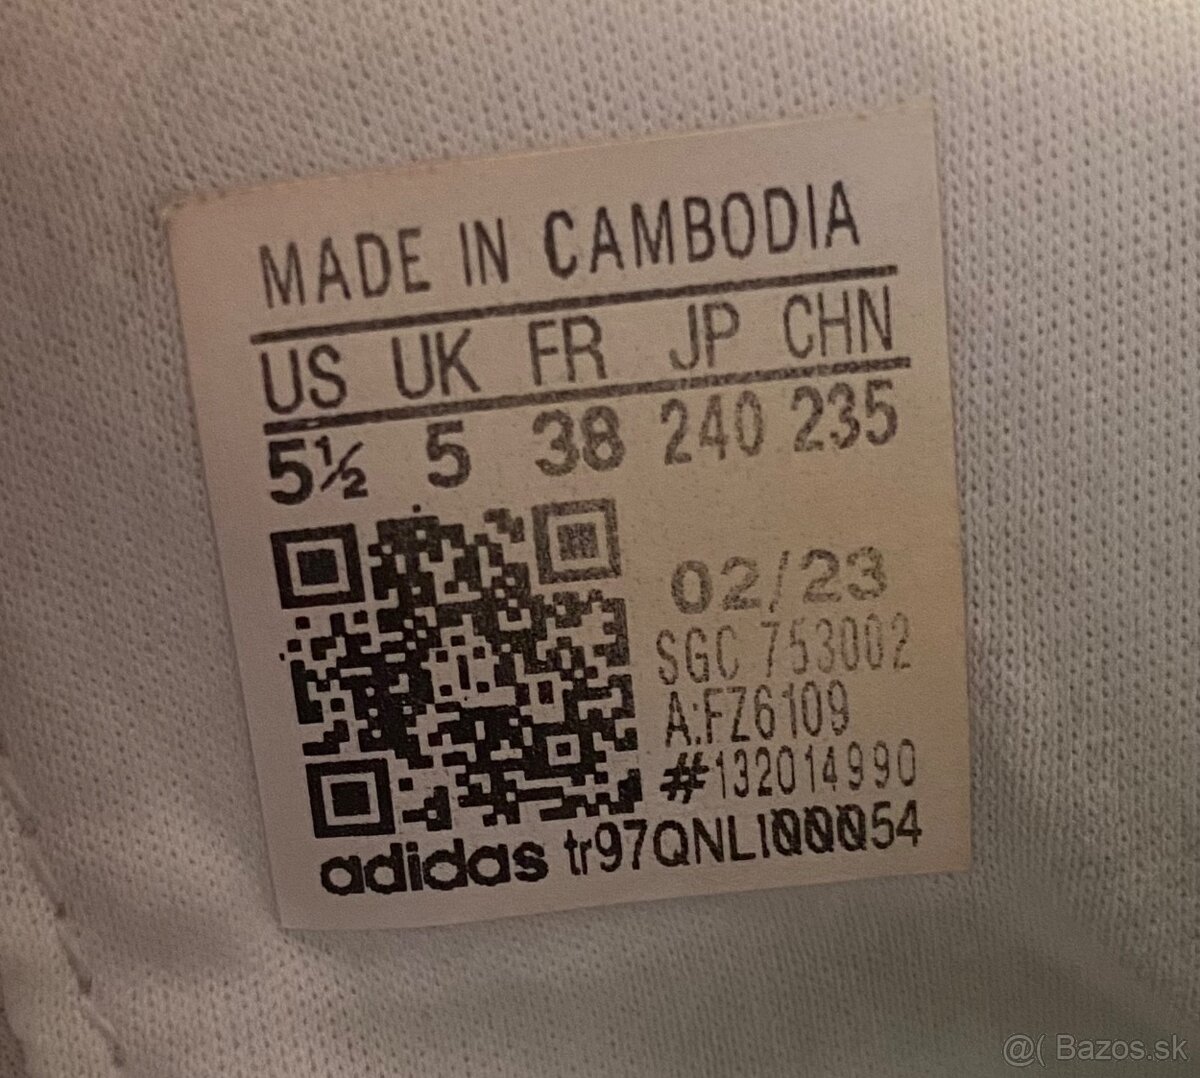 MADE IN CAMBODIA
US UK FR JP CHN
5½ 5 38 240 235
02/23
SGC 753002
A:FZ6109
#132014990
adidas tr97QNLI00054
@( Bazos.sk